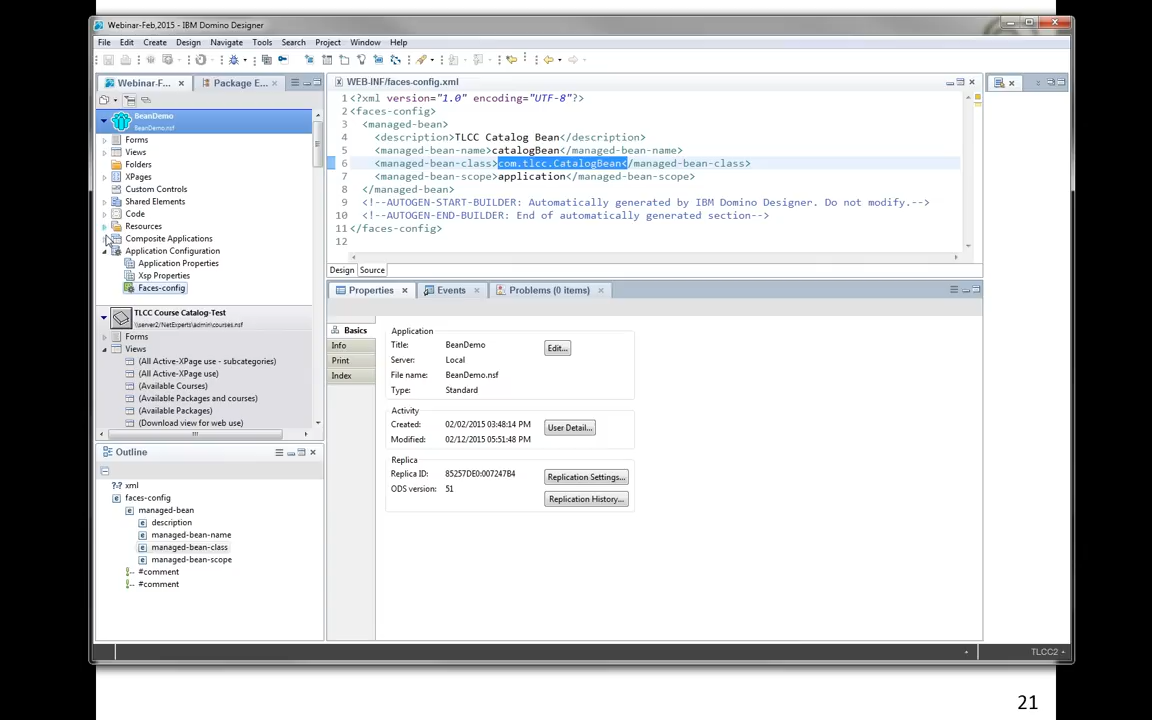 Webinar-Feb,2015 - IBM Domino Designer
File Edit Create Design Navigate Tools Search Project Window Help
Webinar-F... Package E...
WEB-INF/faces-config.xml
BeanDemo
BeanDemo.nsf
Forms
Views
Folders
XPages
Custom Controls
Shared Elements
Code
Resources
Composite Applications
Application Configuration
Application Properties
Xsp Properties
Faces-config
TLCC Course Catalog-Test
\\server2/NetExperts\admin\courses.nsf
Forms
Views
(All Active-XPage use - subcategories)
(All Active-XPage use)
(Available Courses)
(Available Packages and courses)
(Available Packages)
(Download view for web use)
1 <?xml version="1.0" encoding="UTF-8"?>
2 <faces-config>
3 <managed-bean>
4 <description>TLCC Catalog Bean</description>
5 <managed-bean-name>catalogBean</managed-bean-name>
6 <managed-bean-class>com.tlcc.CatalogBean</managed-bean-class>
7 <managed-bean-scope>application</managed-bean-scope>
8 </managed-bean>
9 <!--AUTOGEN-START-BUILDER: Automatically generated by IBM Domino Designer. Do not modify.-->
10 <!--AUTOGEN-END-BUILDER: End of automatically generated section-->
11 </faces-config>
12
Design Source
Properties Events Problems (0 items)
Basics
Info
Print
Index
Application
Title: BeanDemo Edit...
Server: Local
File name: BeanDemo.nsf
Type: Standard
Activity
Created: 02/02/2015 03:48:14 PM User Detail...
Modified: 02/12/2015 05:51:48 PM
Replica
Replica ID: 85257DE0:007247B4 Replication Settings...
ODS version: 51 Replication History...
Outline
?-? xml
faces-config
managed-bean
description
managed-bean-name
managed-bean-class
managed-bean-scope
#comment
#comment
TLCC2
21